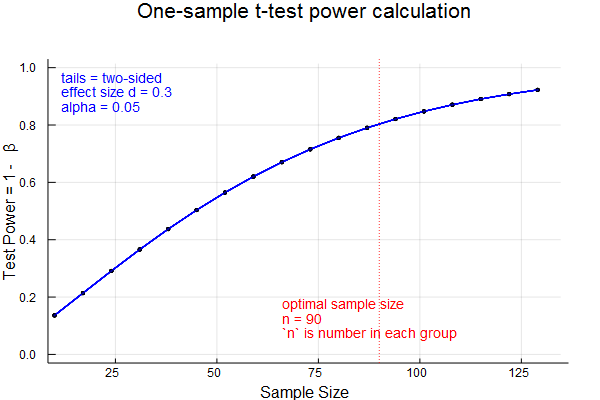 One-sample t-test power calculation
1.0
tails = two-sided
effect size d = 0.3
alpha = 0.05
0.8
0.6
0.4
0.2
0.0
Test Power = 1 - β
optimal sample size
n = 90
`n` is number in each group
25
50
75
100
125
Sample Size